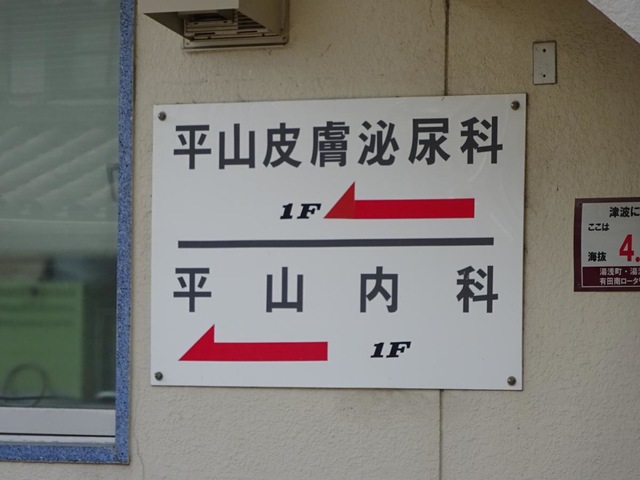 平山皮膚泌尿科
1F
平山内科
1F
津波に
ここは
海抜 4.
湯浅町・湯
有田南ロータ